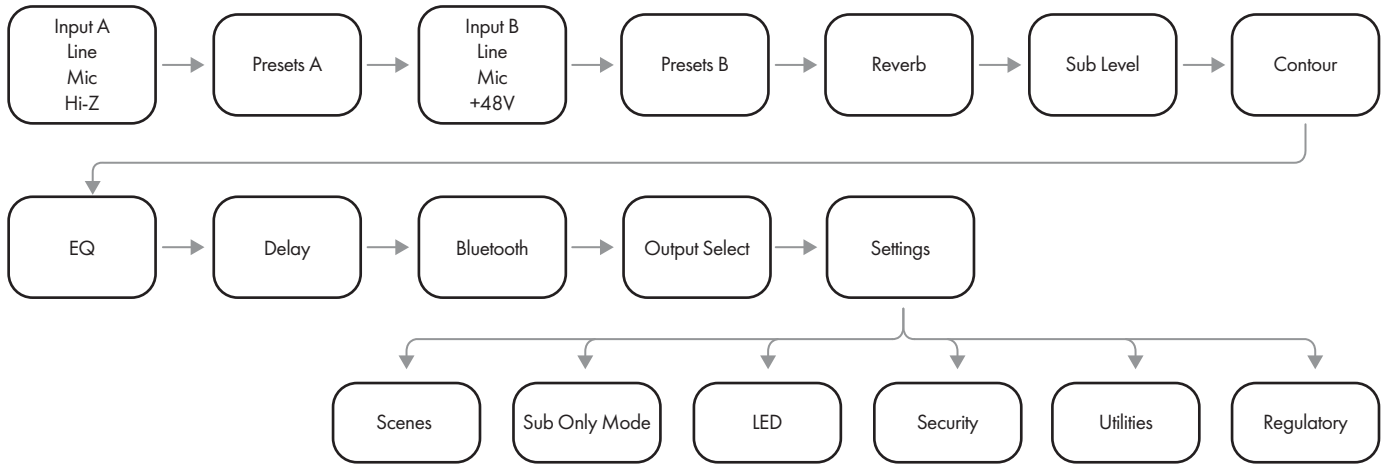 Input A
Line
Mic
Hi-Z
Presets A
Input B
Line
Mic
+48V
Presets B
Reverb
Sub Level
Contour
EQ
Delay
Bluetooth
Output Select
Settings
Scenes
Sub Only Mode
LED
Security
Utilities
Regulatory